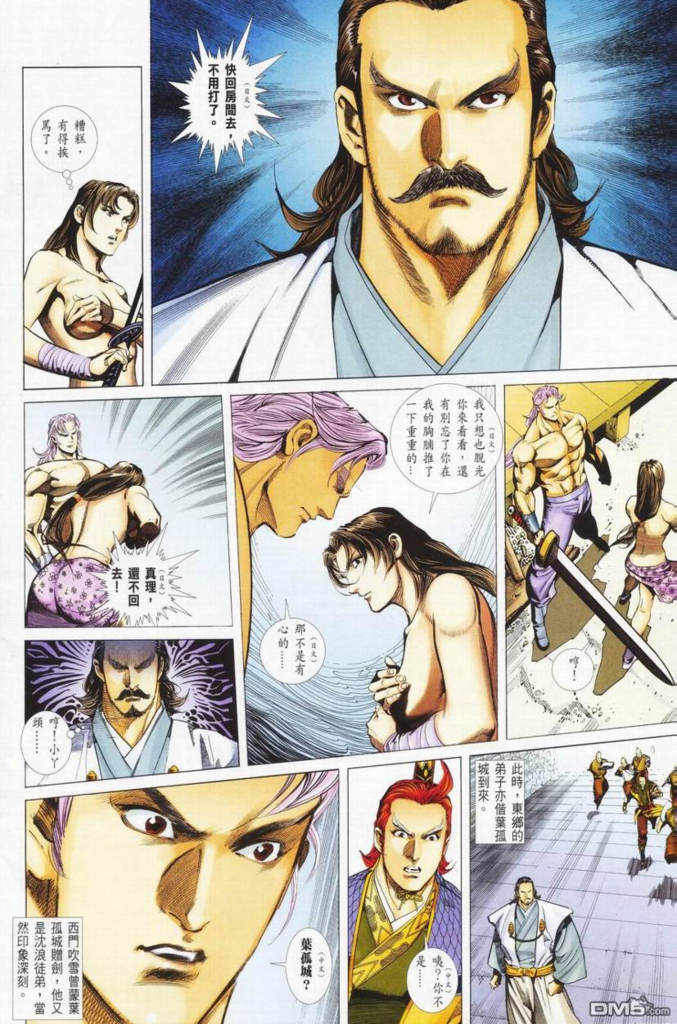 （日文）
快回房間去，
不用打了。
糟糕，
有得挨
罵了。
（日文）
我只想也脫光
你來看看，還
有別忘了你在
我的胸脯推了
一下重重的…
（日文）
那不是有
心的……
（日文）
真理，
還不回
去！
哼！
哼！小丫
頭……
此時，東鄉的
弟子亦偕葉孤
城到來。
（中文）
咦？你不
是……
（中文）
葉孤城？
西門吹雪曾蒙葉
孤城贈劍，他又
是沈浪徒弟，當
然印象深刻。
DM5.com